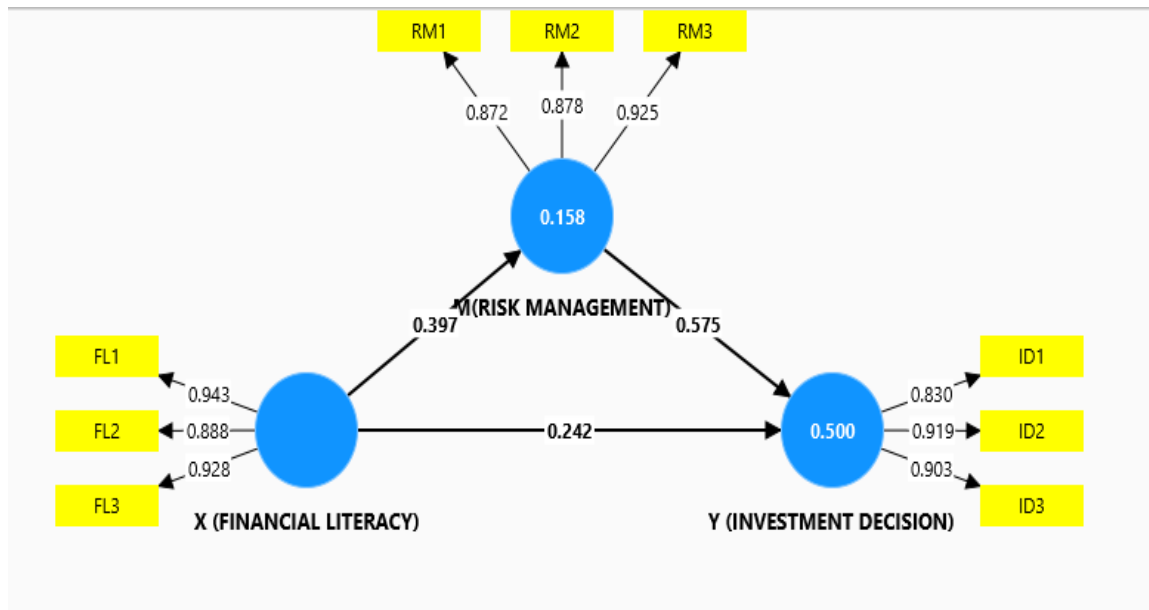 RM1 RM2 RM3
0.872 0.878 0.925
0.158
M(RISK MANAGEMENT)
0.397 0.575
FL1 ID1
0.943 0.830
FL2 0.888 0.242 0.500 0.919 ID2
0.928 0.903
FL3 ID3
X (FINANCIAL LITERACY) Y (INVESTMENT DECISION)